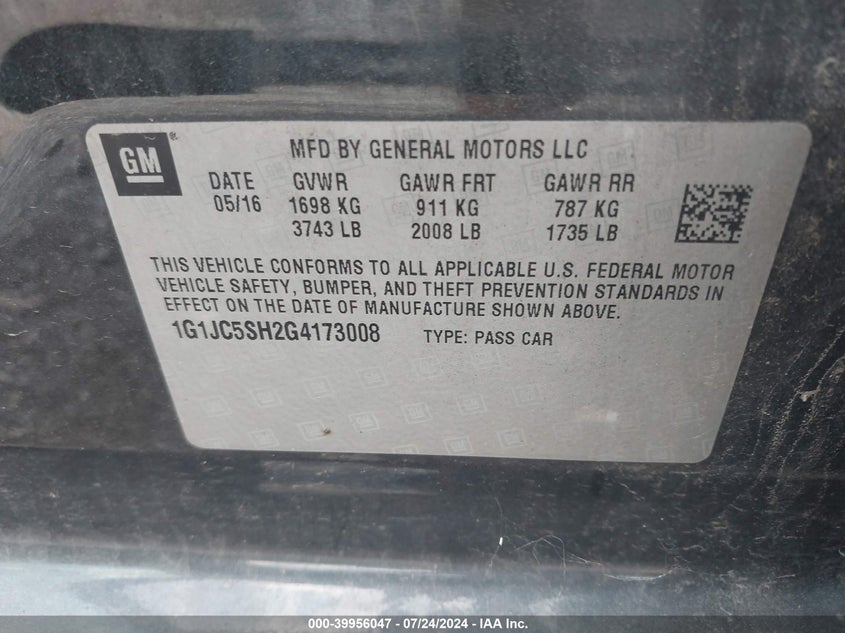 GM®
MFD BY GENERAL MOTORS LLC
DATE GVWR GAWR FRT GAWR RR
05/16 1698 KG 911 KG 787 KG
3743 LB 2008 LB 1735 LB
THIS VEHICLE CONFORMS TO ALL APPLICABLE U.S. FEDERAL MOTOR
VEHICLE SAFETY, BUMPER, AND THEFT PREVENTION STANDARDS IN
EFFECT ON THE DATE OF MANUFACTURE SHOWN ABOVE.
1G1JC5SH2G4173008 TYPE: PASS CAR
000-39956047 - 07/24/2024 - IAA Inc.